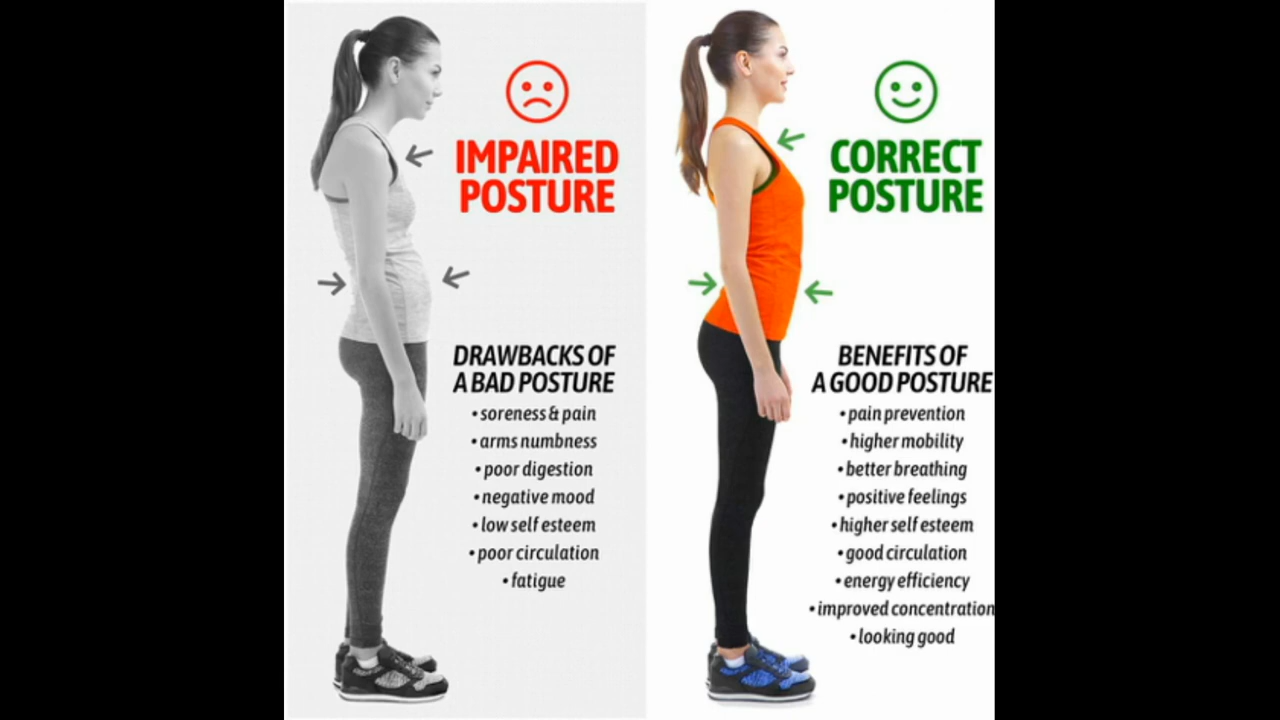 IMPAIRED
POSTURE
DRAWBACKS OF
A BAD POSTURE
• soreness & pain
• arms numbness
• poor digestion
• negative mood
• low self esteem
• poor circulation
• fatigue
CORRECT
POSTURE
BENEFITS OF
A GOOD POSTURE
• pain prevention
• higher mobility
• better breathing
• positive feelings
• higher self esteem
• good circulation
• energy efficiency
• improved concentration
• looking good